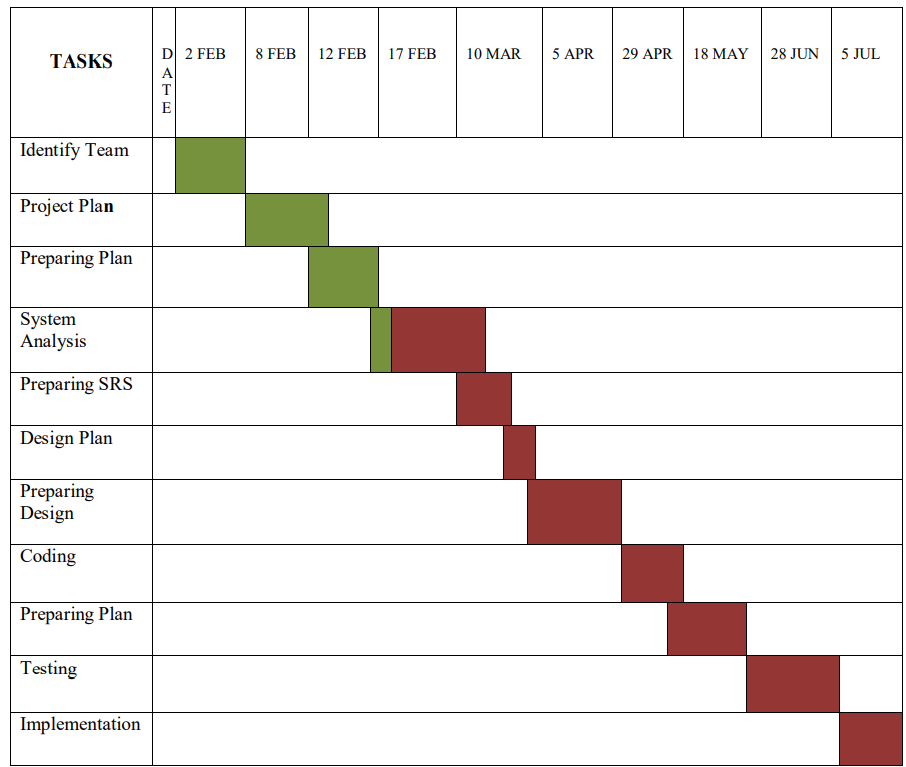 TASKS
D
A
T
E
2 FEB
8 FEB
12 FEB
17 FEB
10 MAR
5 APR
29 APR
18 MAY
28 JUN
5 JUL
Identify Team
Project Plan
Preparing Plan
System
Analysis
Preparing SRS
Design Plan
Preparing
Design
Coding
Preparing Plan
Testing
Implementation